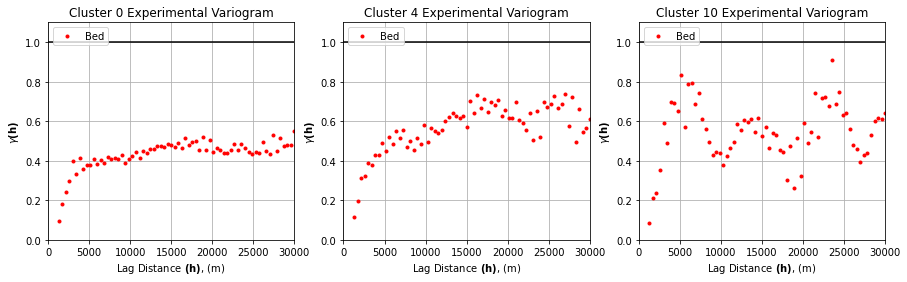 Cluster 0 Experimental Variogram
Bed
γ(h)
1.0
0.8
0.6
0.4
0.2
0.0
0 5000 10000 15000 20000 25000 30000
Lag Distance (h), (m)
Cluster 4 Experimental Variogram
Bed
γ(h)
1.0
0.8
0.6
0.4
0.2
0.0
0 5000 10000 15000 20000 25000 30000
Lag Distance (h), (m)
Cluster 10 Experimental Variogram
Bed
γ(h)
1.0
0.8
0.6
0.4
0.2
0.0
0 5000 10000 15000 20000 25000 30000
Lag Distance (h), (m)